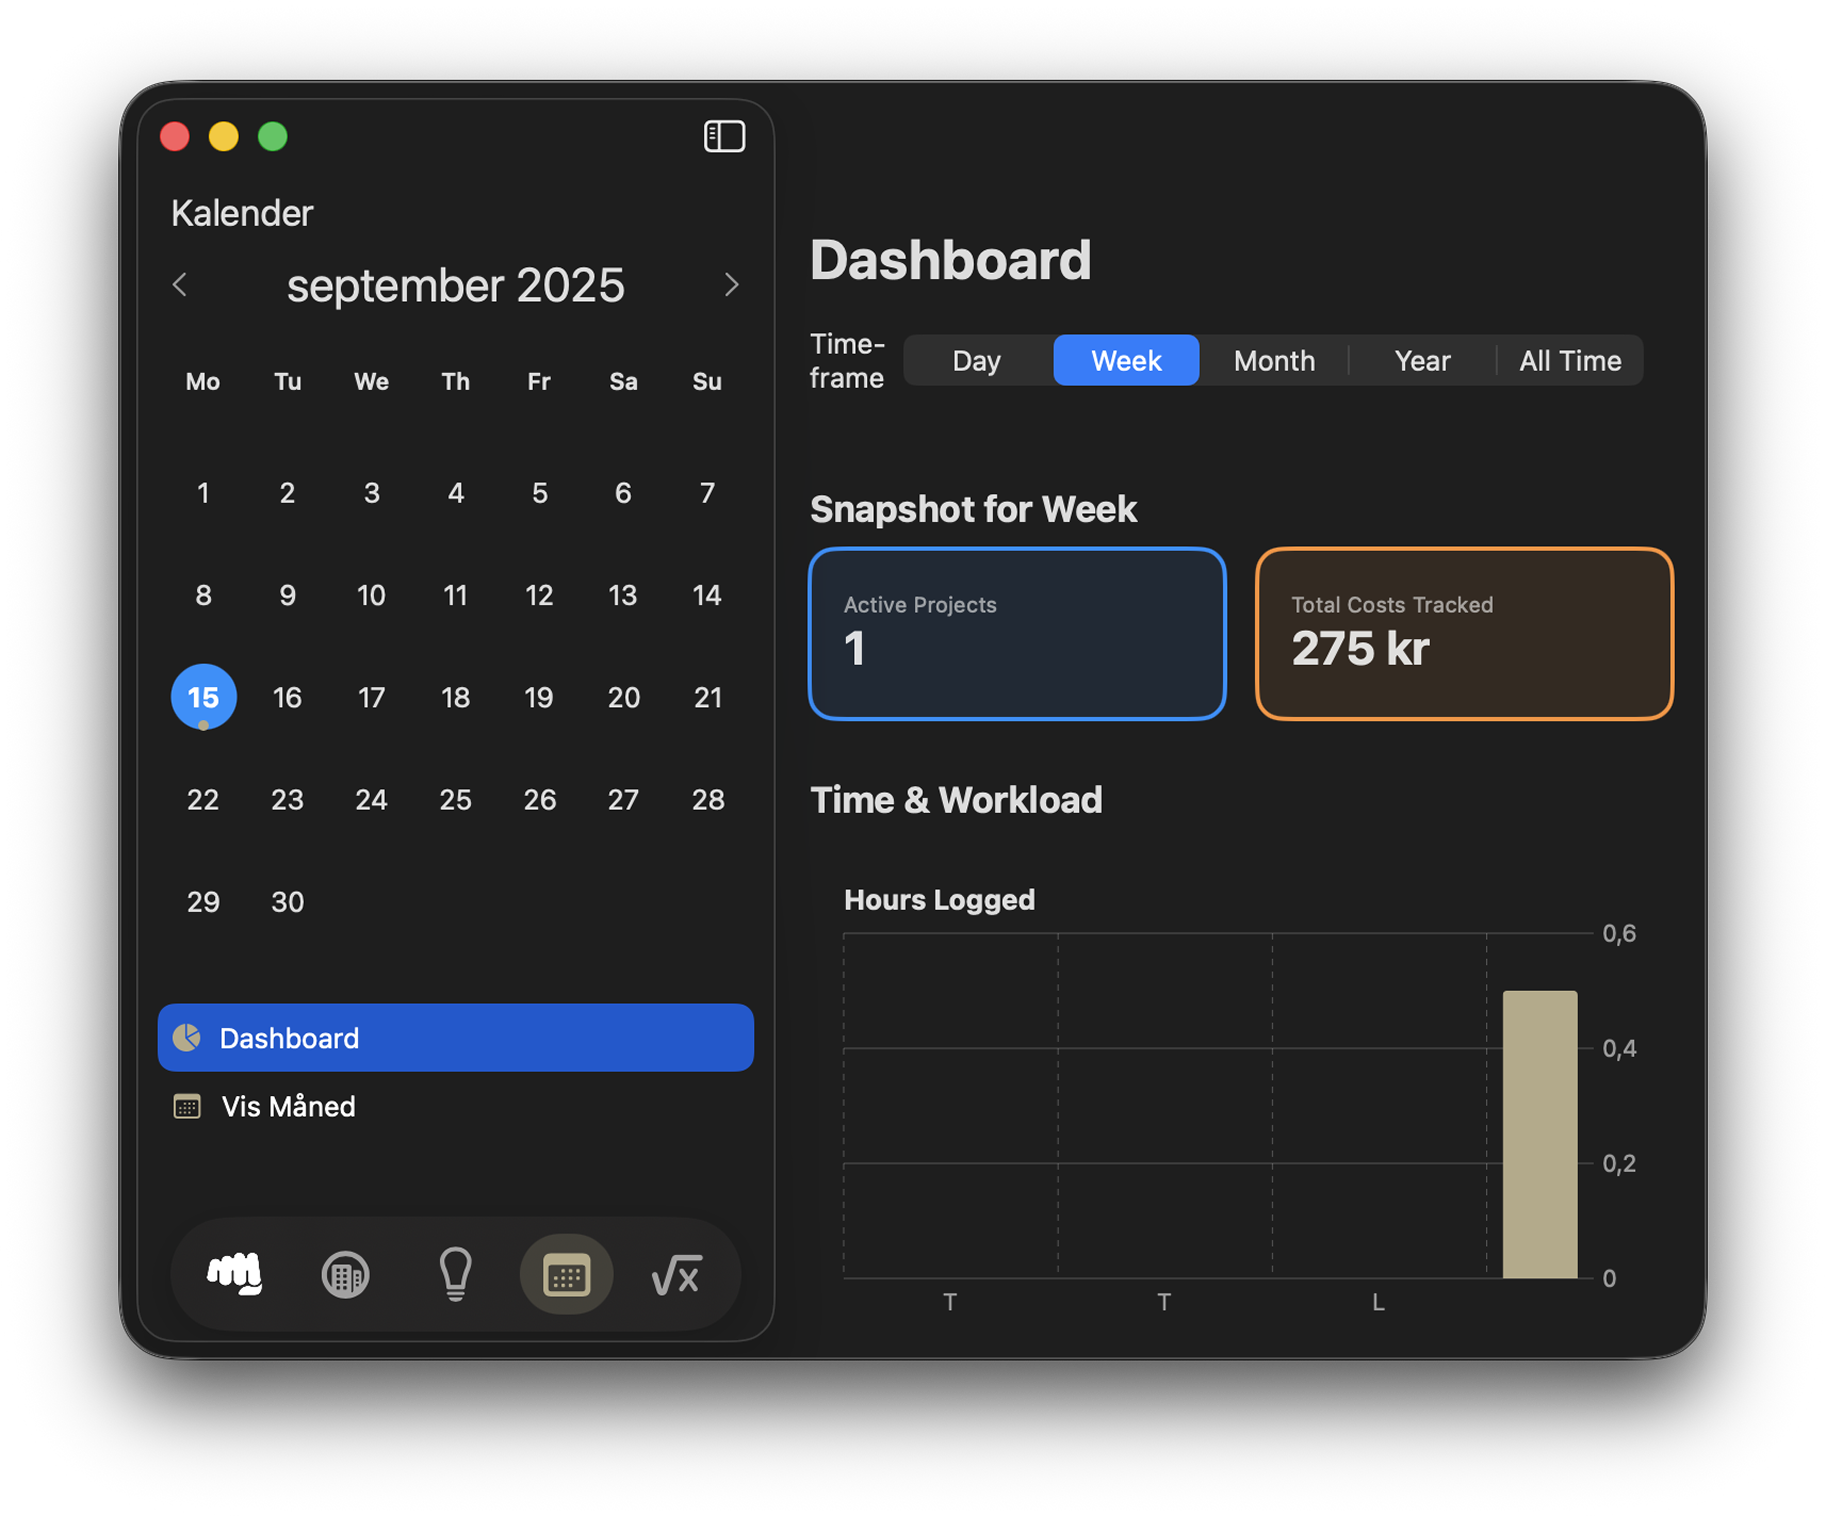 Kalender
september 2025
Mo Tu We Th Fr Sa Su
1 2 3 4 5 6 7
8 9 10 11 12 13 14
15 16 17 18 19 20 21
22 23 24 25 26 27 28
29 30
Dashboard
Vis Måned
√x
Dashboard
Time-
frame
Day Week Month Year All Time
Snapshot for Week
Active Projects
1
Total Costs Tracked
275 kr
Time & Workload
Hours Logged
0,6
0,4
0,2
0
T T L